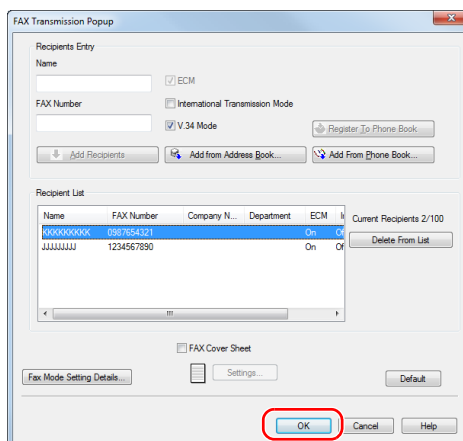 FAX Transmission Popup
Recipients Entry
Name
ECM
FAX Number
International Transmission Mode
V.34 Mode
Register To Phone Book
Add Recipients
Add from Address Book...
Add From Phone Book...
Recipient List
Name FAX Number Company N... Department ECM
KKKKKKKKK 0987654321 On Of
JJJJJJJJJ 1234567890 On Of
Current Recipients 2/100
Delete From List
FAX Cover Sheet
Fax Mode Setting Details...
Settings...
Default
OK
Cancel
Help